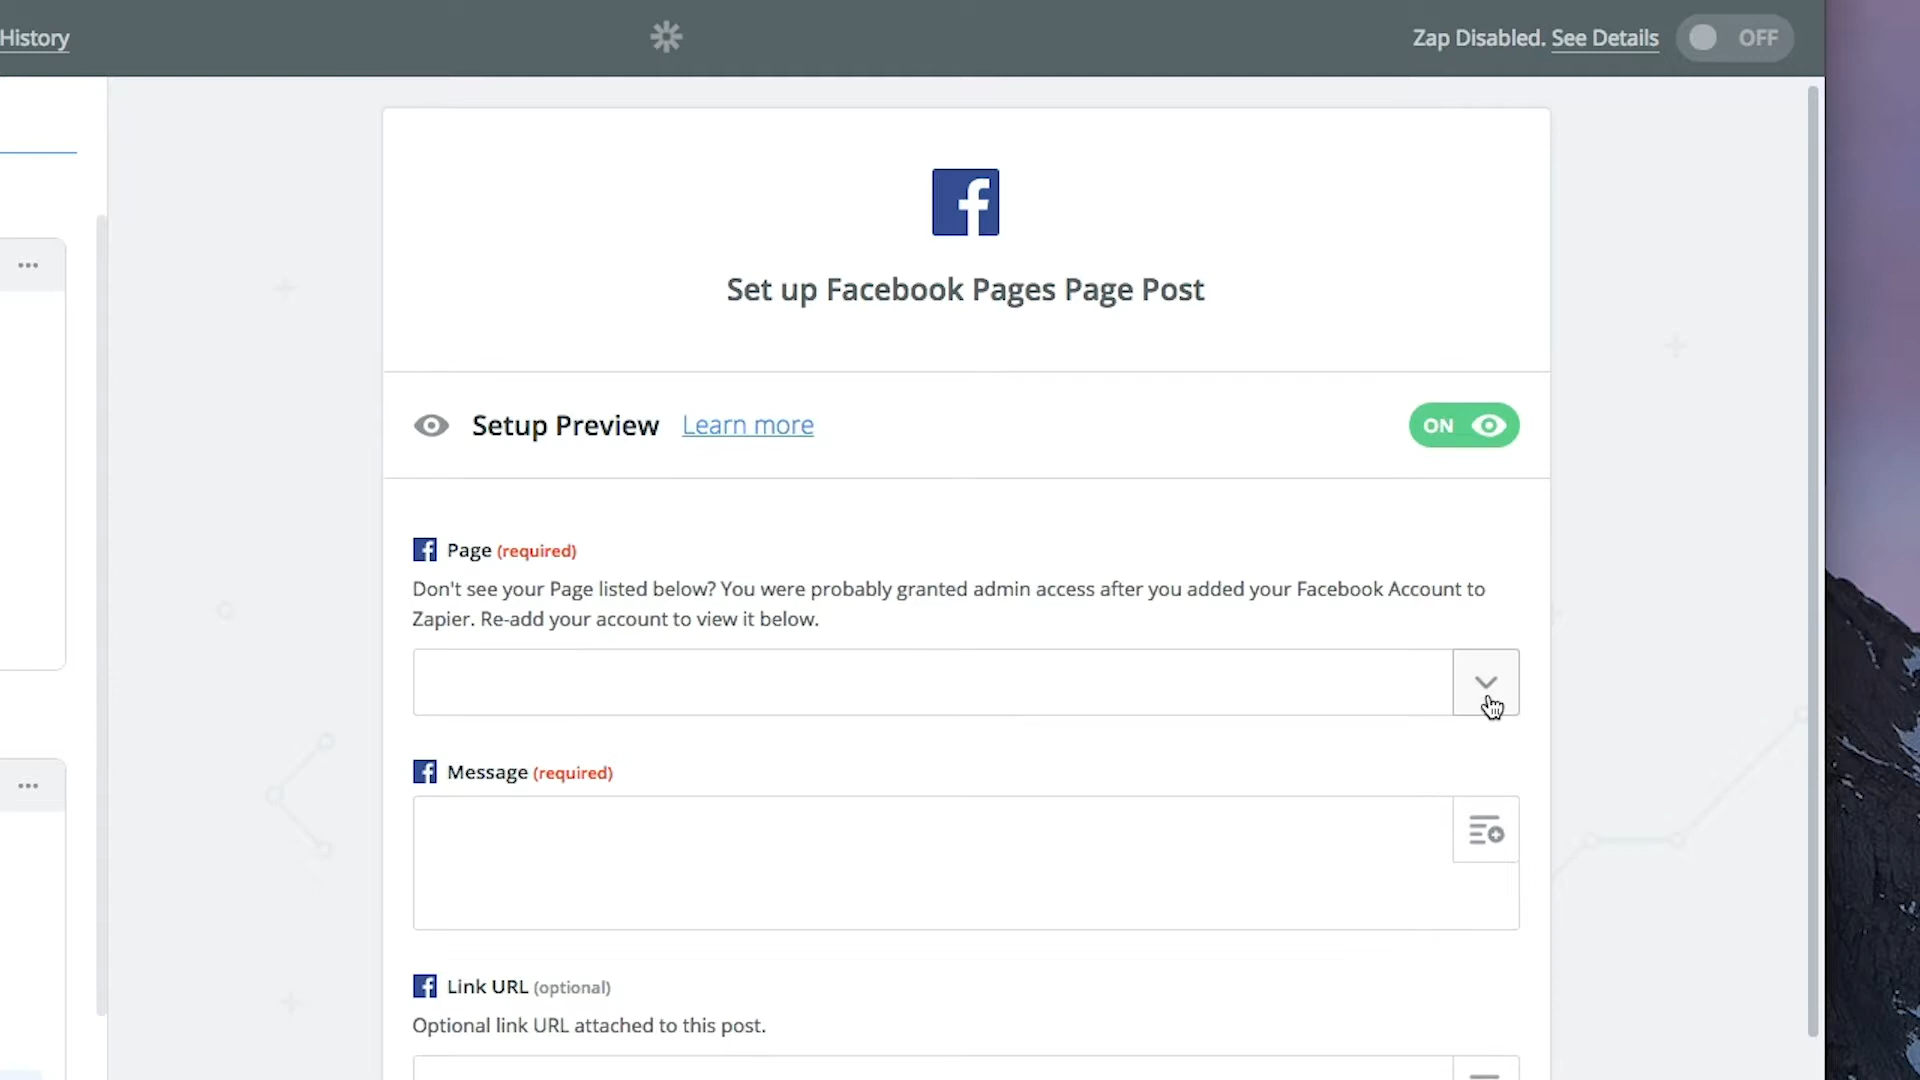 History
Zap Disabled. See Details
OFF
Set up Facebook Pages Page Post
Setup Preview Learn more
ON
Page (required)
Don't see your Page listed below? You were probably granted admin access after you added your Facebook Account to
Zapier. Re-add your account to view it below.
Message (required)
Link URL (optional)
Optional link URL attached to this post.